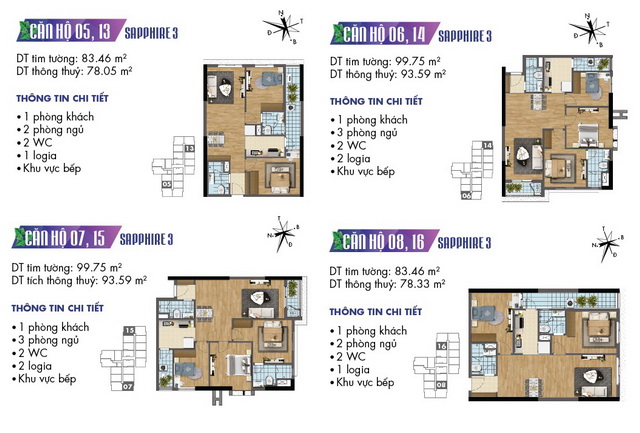 CĂN HỘ 05, 13 SAPPHIRE 3
DT tim tường: 83.46 m²
DT thông thuỷ: 78.05 m²
THÔNG TIN CHI TIẾT
• 1 phòng khách
• 2 phòng ngủ
• 2 WC
• 1 logia
• Khu vực bếp
13
05
N
B
D
T
CĂN HỘ 06, 14 SAPPHIRE 3
DT tim tường: 99.75 m²
DT thông thuỷ: 93.59 m²
THÔNG TIN CHI TIẾT
• 1 phòng khách
• 3 phòng ngủ
• 2 WC
• 2 logia
• Khu vực bếp
14
06
N
B
D
T
CĂN HỘ 07, 15 SAPPHIRE 3
DT tim tường: 99.75 m²
DT tích thông thuỷ: 93.59 m²
THÔNG TIN CHI TIẾT
• 1 phòng khách
• 3 phòng ngủ
• 2 WC
• 2 logia
• Khu vực bếp
15
07
T
B
N
D
CĂN HỘ 08, 16 SAPPHIRE 3
DT tim tường: 83.46 m²
DT thông thuỷ: 78.33 m²
THÔNG TIN CHI TIẾT
• 1 phòng khách
• 2 phòng ngủ
• 2 WC
• 1 logia
• Khu vực bếp
16
08
T
B
N
D